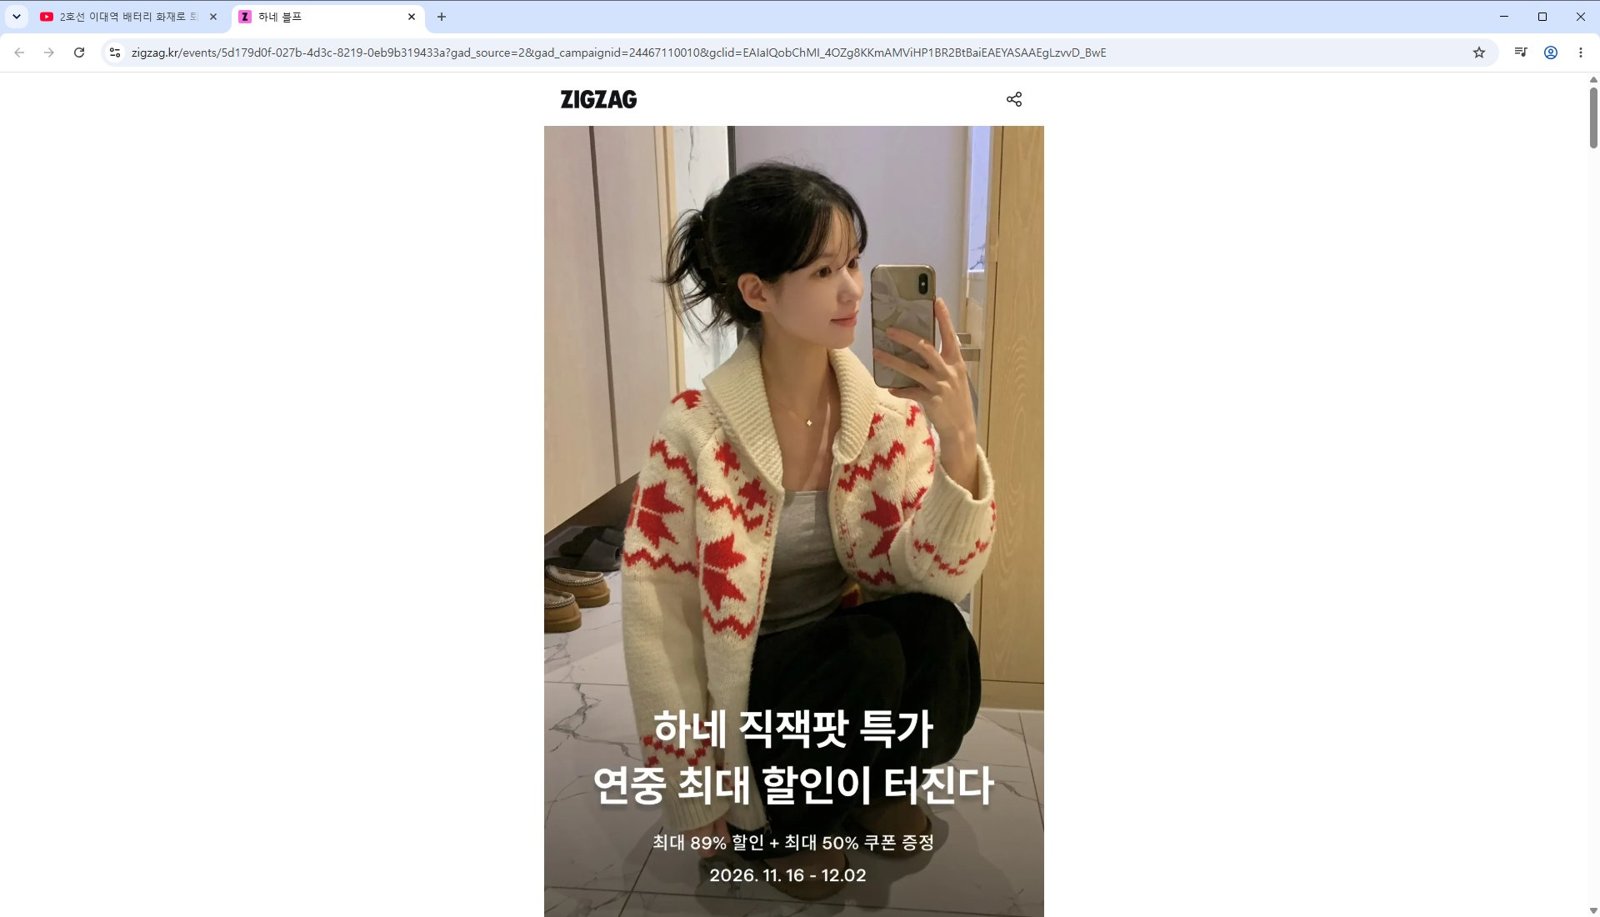 2호선 이대역 배터리 화재로
하네 블프
zigzag.kr/events/5d179d0f-027b-4d3c-8219-0eb9b319433a?gad_source=2&gad_campaignid=24467110010&gclid=EAIaIQobChMI_4OZg8KKmAMViHP1BR2BtBaiEAEYASAAEgLzvvD_BwE
ZIGZAG
하네 직잭팟 특가
연중 최대 할인이 터진다
최대 89% 할인 + 최대 50% 쿠폰 증정
2026. 11. 16 - 12.02